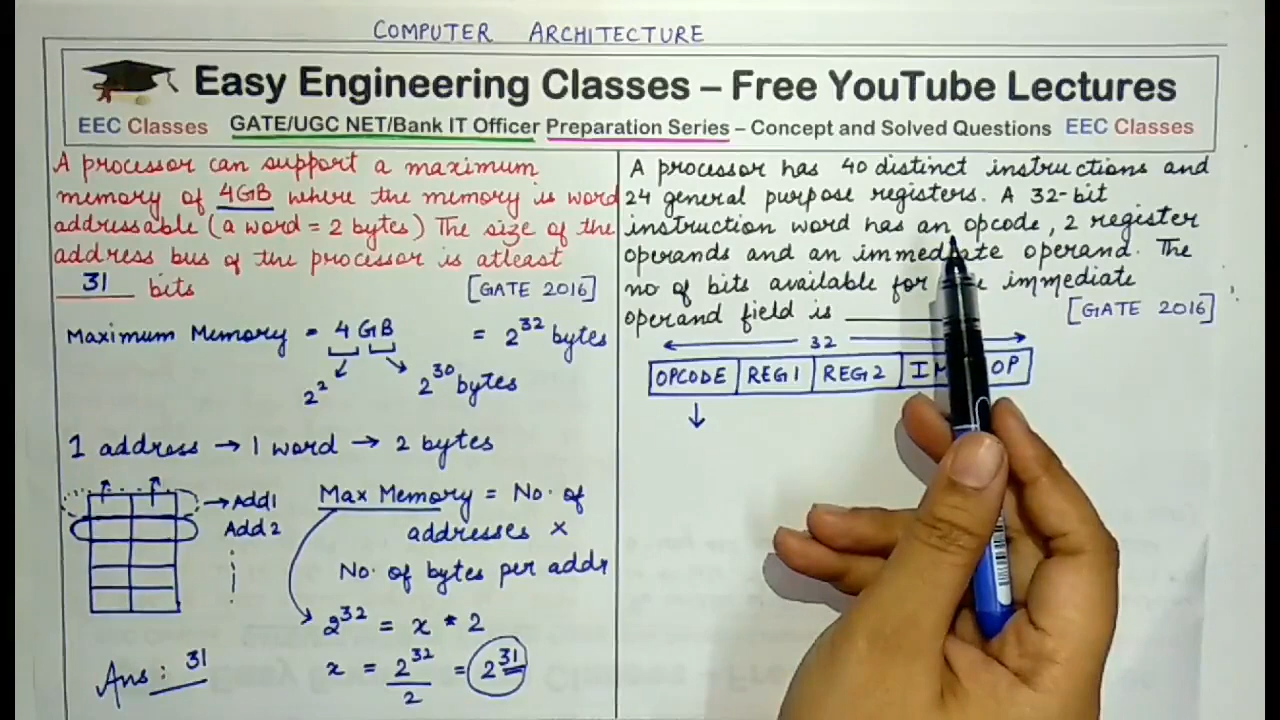 COMPUTER ARCHITECTURE
Easy Engineering Classes – Free YouTube Lectures
EEC Classes GATE/UGC NET/Bank IT Officer Preparation Series – Concept and Solved Questions EEC Classes
A processor can support a maximum
memory of 4GB where the memory is word
addressable (a word = 2 bytes) The size of the
address bus of the processor is atleast
31 bits [GATE 2016]
Maximum Memory = 4 GB = 2^32 bytes
2^2 2^30 bytes
1 address → 1 word → 2 bytes
→ Add1
Add 2
Max Memory = No. of
addresses ×
No. of bytes per addr
2^32 = x * 2
x = 2^32 / 2 = 2^31
Ans: 31
A processor has 40 distinct instructions and
24 general purpose registers. A 32-bit
instruction word has an opcode, 2 register
operands and an immediate operand. The
no of bits available for immediate
operand field is ______ [GATE 2016]
32
OPCODE REG1 REG2 OP